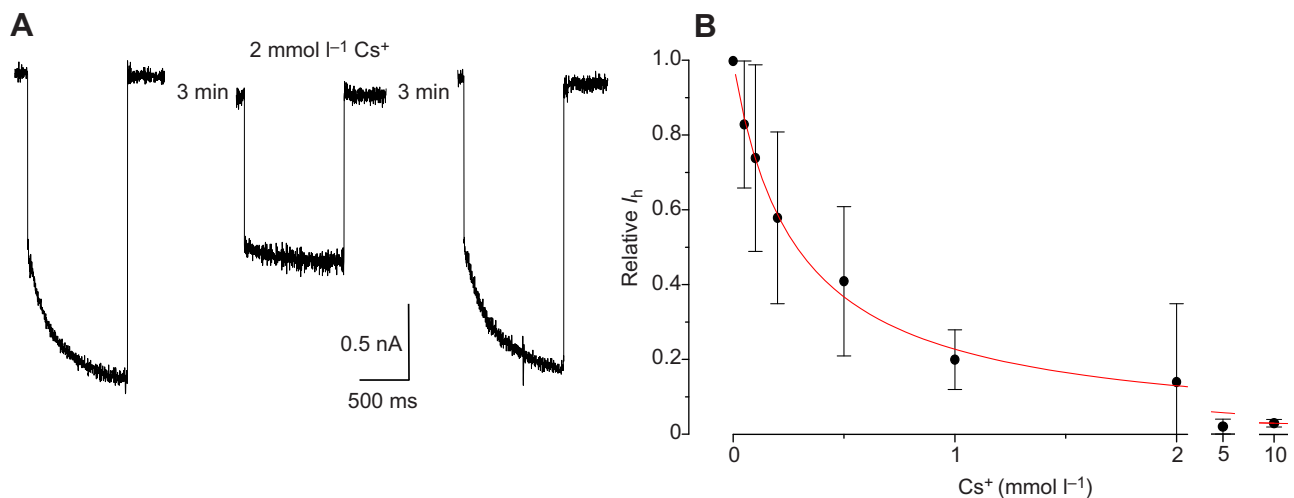 A
2 mmol l⁻¹ Cs⁺
3 min
3 min
0.5 nA
500 ms
B
1.0
0.8
0.6
0.4
0.2
0
Relative Iₕ
0
1
2
5
10
Cs⁺ (mmol l⁻¹)